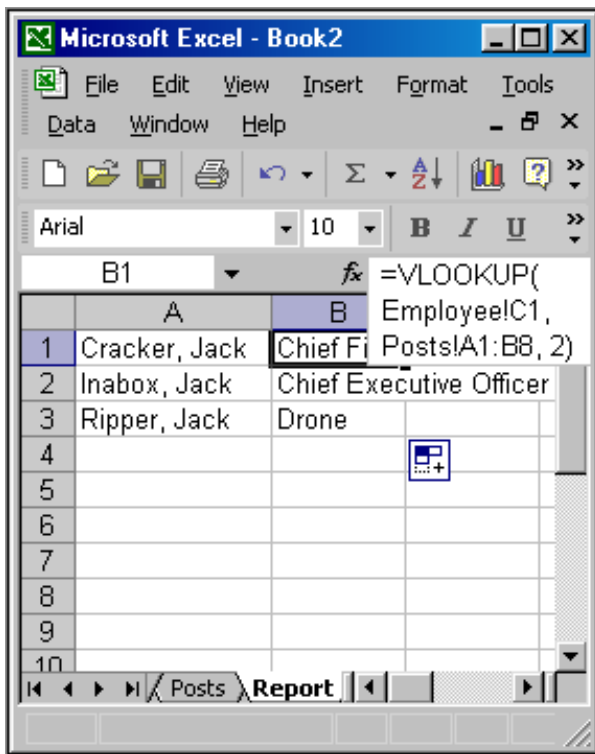 Microsoft Excel - Book2
File Edit View Insert Format Tools
Data Window Help
Arial 10 B I U
B1 fx =VLOOKUP(
Employee!C1,
Posts!A1:B8, 2)
A B
1 Cracker, Jack Chief Fi
2 Inabox, Jack Chief Executive Officer
3 Ripper, Jack Drone
4
5
6
7
8
9
10
Posts Report